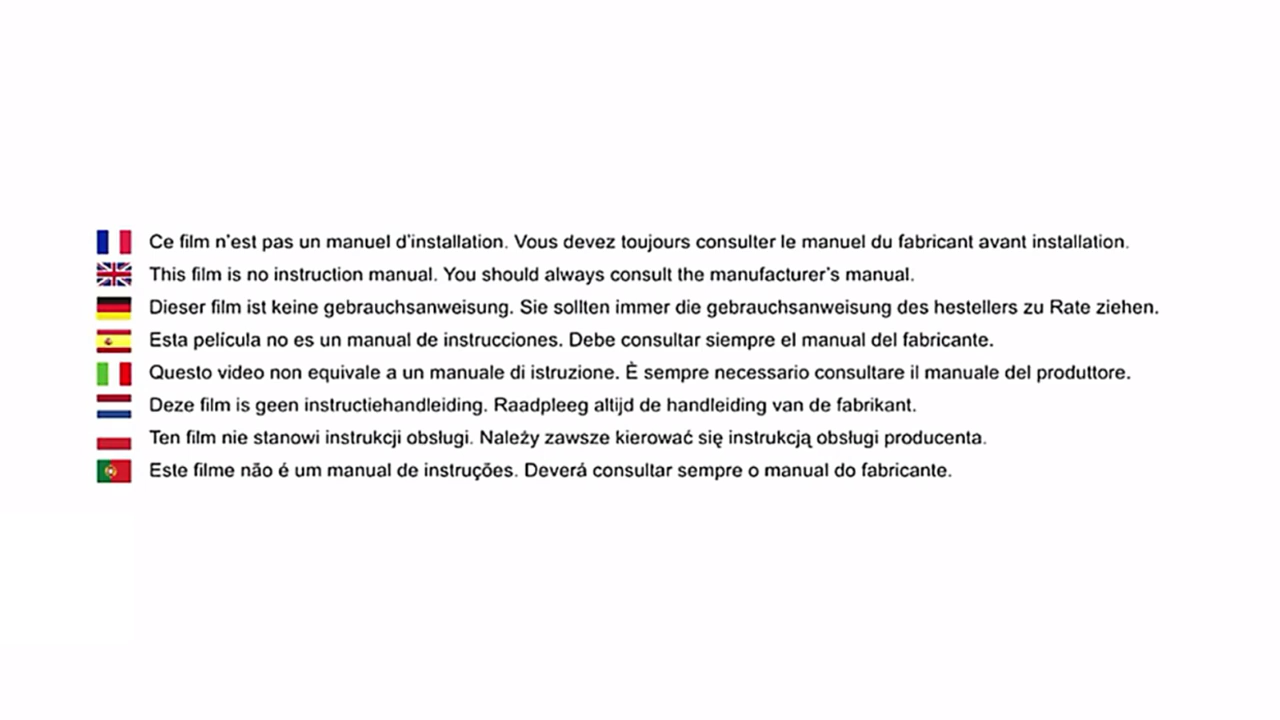 Ce film n'est pas un manuel d'installation. Vous devez toujours consulter le manuel du fabricant avant installation.
This film is no instruction manual. You should always consult the manufacturer's manual.
Dieser film ist keine gebrauchsanweisung. Sie sollten immer die gebrauchsanweisung des hestellers zu Rate ziehen.
Esta película no es un manual de instrucciones. Debe consultar siempre el manual del fabricante.
Questo video non equivale a un manuale di istruzione. È sempre necessario consultare il manuale del produttore.
Deze film is geen instructiehandleiding. Raadpleeg altijd de handleiding van de fabrikant.
Ten film nie stanowi instrukcji obsługi. Należy zawsze kierować się instrukcją obsługi producenta.
Este filme não é um manual de instruções. Deverá consultar sempre o manual do fabricante.